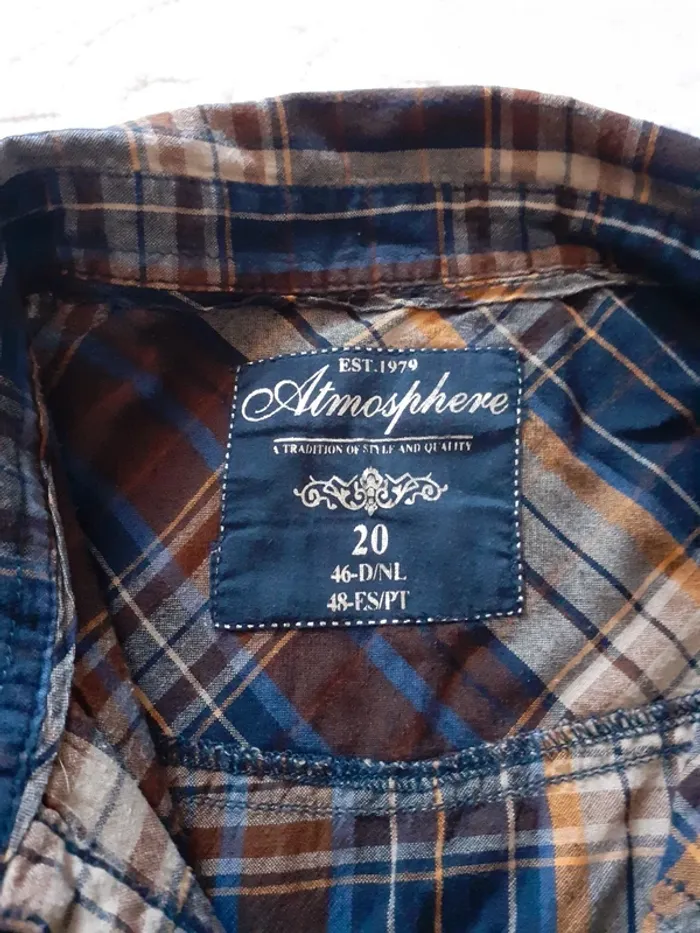 EST.1979
Atmosphere
A TRADITION OF STYLE AND QUALITY
20
46-D/NL
48-ES/PT